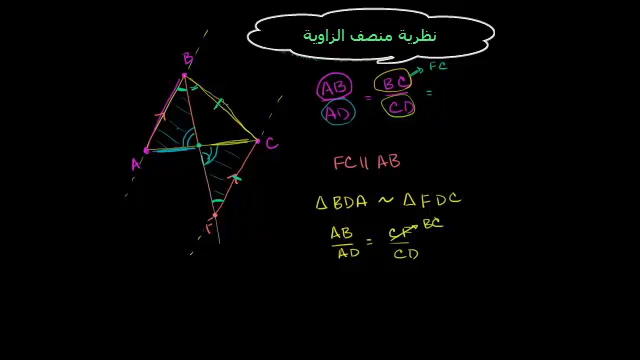 نظرية منصف الزاوية
B
A
C
F
AB/AD = BC/CD =
FC
FC || AB
Δ BDA ~ Δ FDC
AB/AD = CF/CD
BC